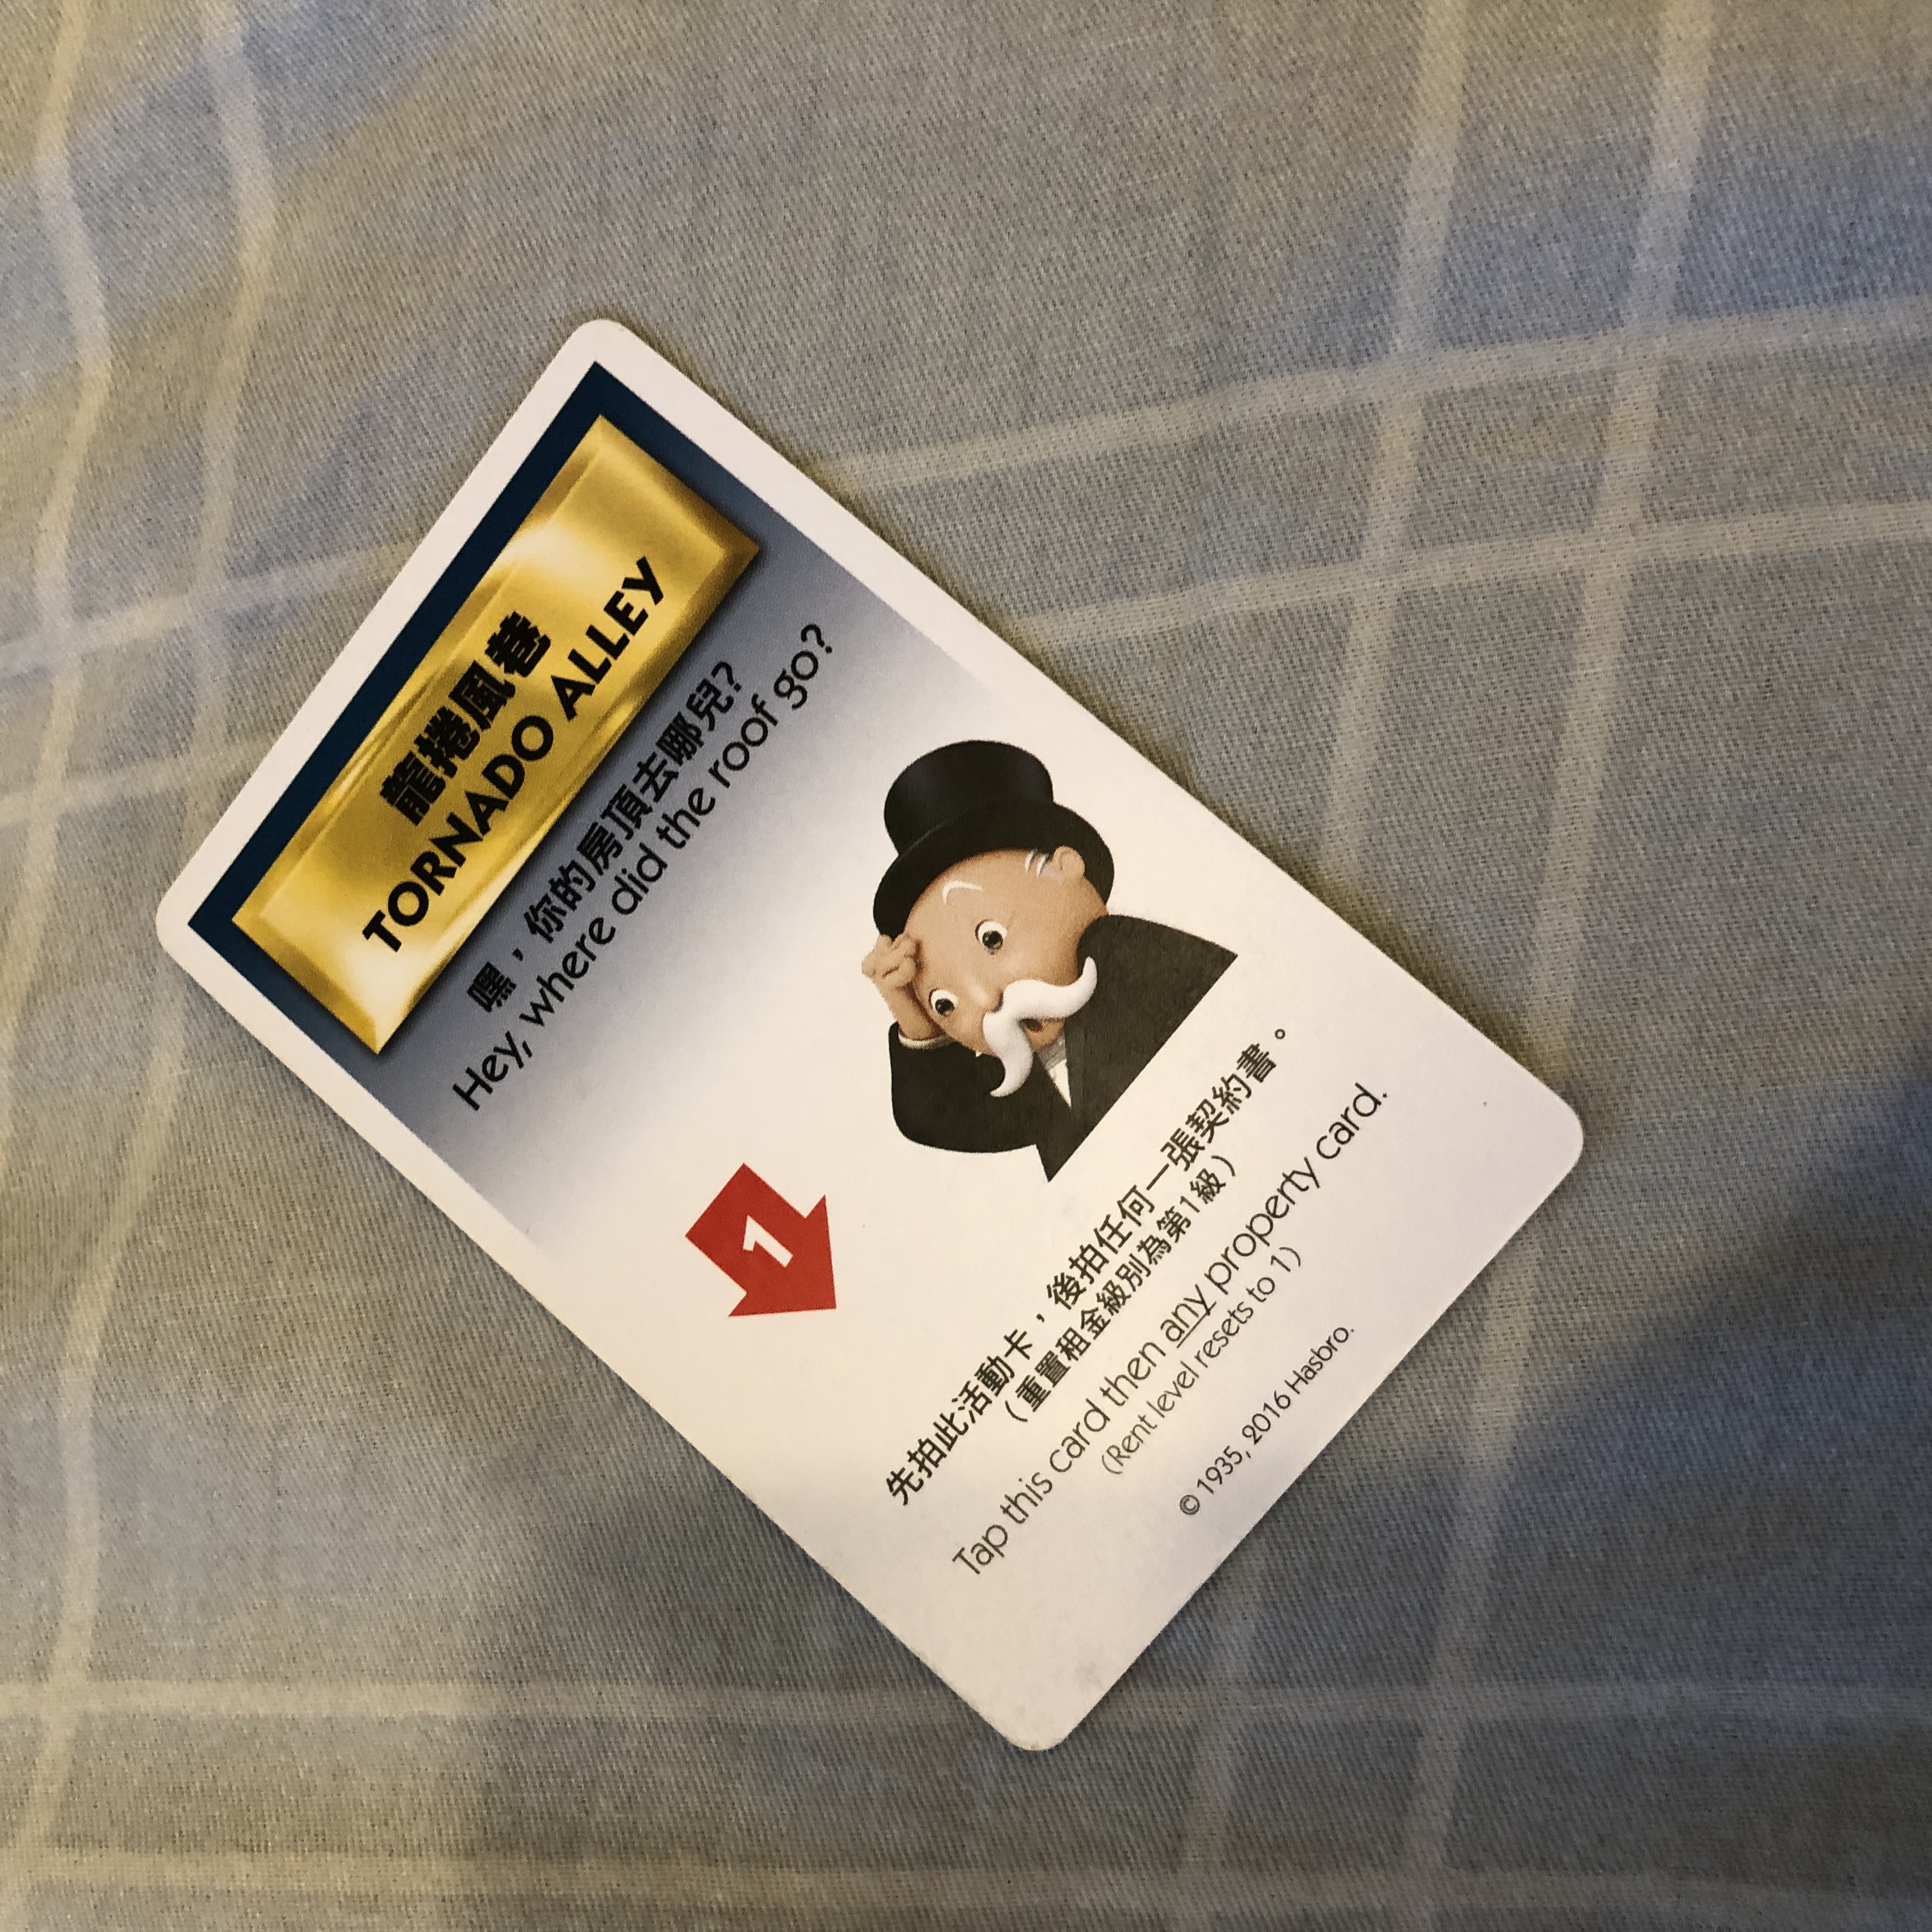 龍捲風巷
TORNADO ALLEY
嘿，你的房頂去哪兒?
Hey, where did the roof go?
1
先拍此活動卡，後拍任何一張契約書。
(重置租金級別為第1級)
Tap this card then any property card.
(Rent level resets to 1)
© 1935, 2016 Hasbro.